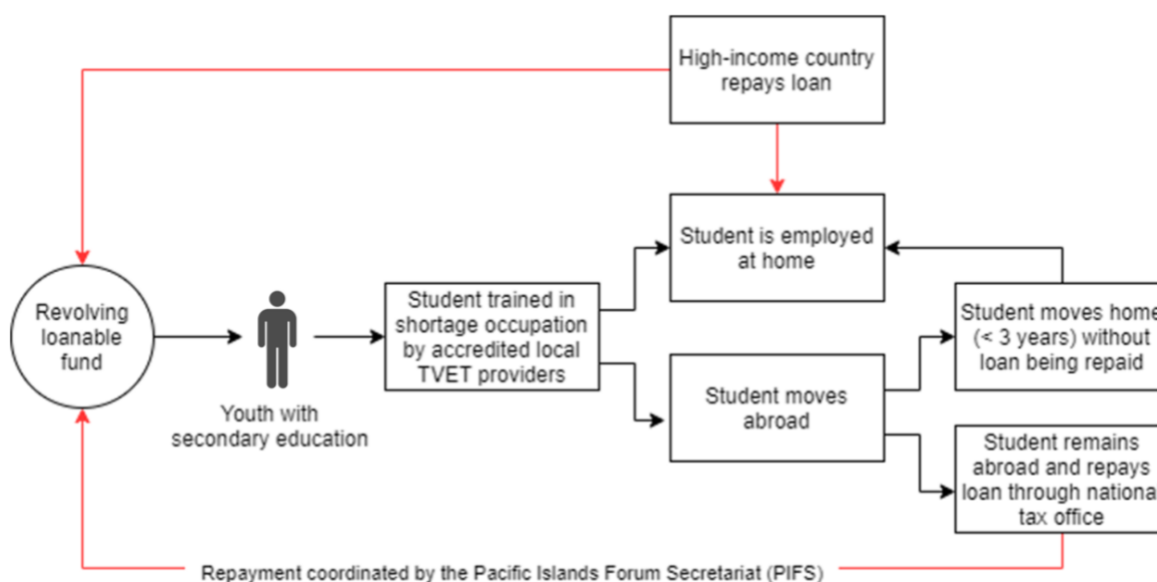 High-income country
repays loan
Student is employed
at home
Revolving
loanable
fund
Youth with
secondary education
Student trained in
shortage occupation
by accredited local
TVET providers
Student moves
abroad
Student moves home
(< 3 years) without
loan being repaid
Student remains
abroad and repays
loan through national
tax office
Repayment coordinated by the Pacific Islands Forum Secretariat (PIFS)